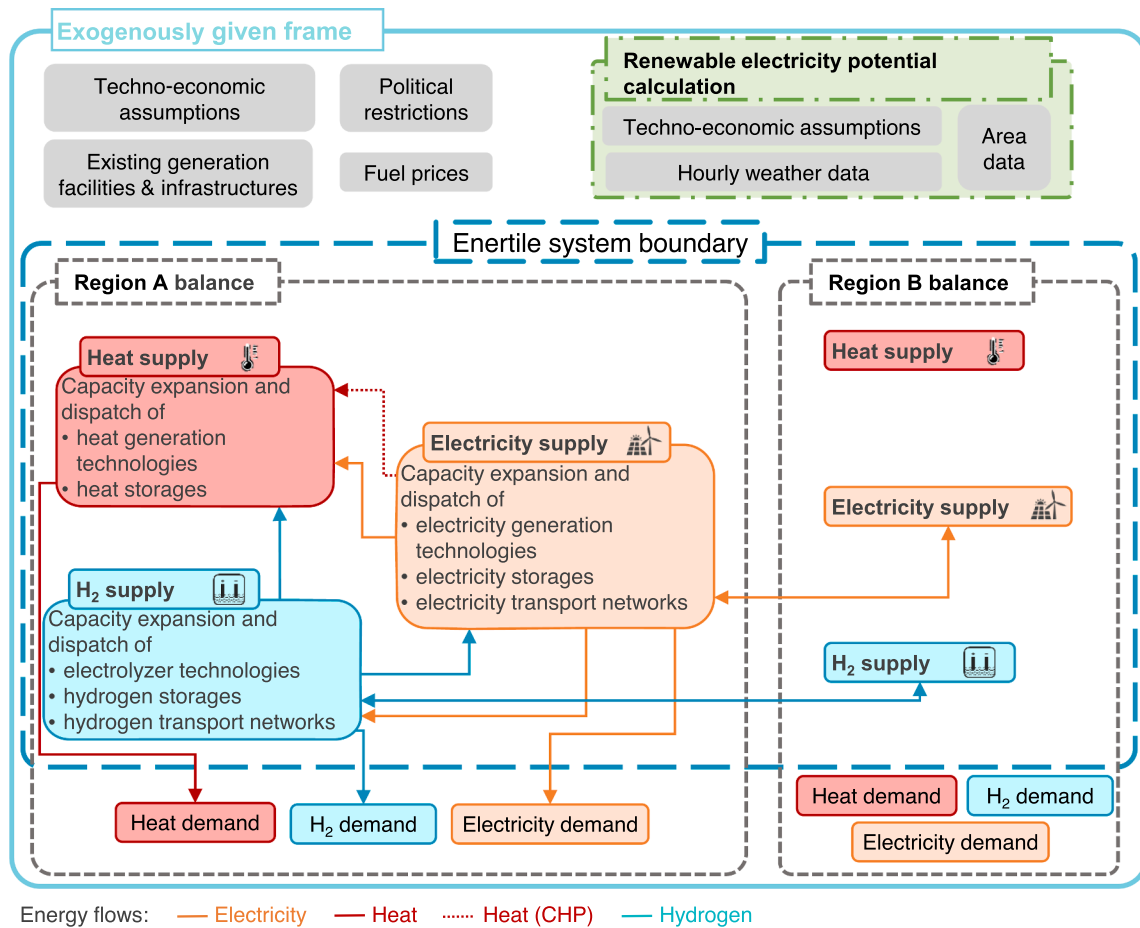 Exogenously given frame
Techno-economic
assumptions
Political
restrictions
Existing generation
facilities & infrastructures
Fuel prices
Renewable electricity potential
calculation
Techno-economic assumptions
Hourly weather data
Area
data
Enertile system boundary
Region A balance
Heat supply
Capacity expansion and
dispatch of
• heat generation
technologies
• heat storages
Electricity supply
Capacity expansion and
dispatch of
• electricity generation
technologies
• electricity storages
• electricity transport networks
H₂ supply
Capacity expansion and
dispatch of
• electrolyzer technologies
• hydrogen storages
• hydrogen transport networks
Heat demand
H₂ demand
Electricity demand
Region B balance
Heat supply
Electricity supply
H₂ supply
Heat demand
H₂ demand
Electricity demand
Energy flows: Electricity Heat Heat (CHP) Hydrogen